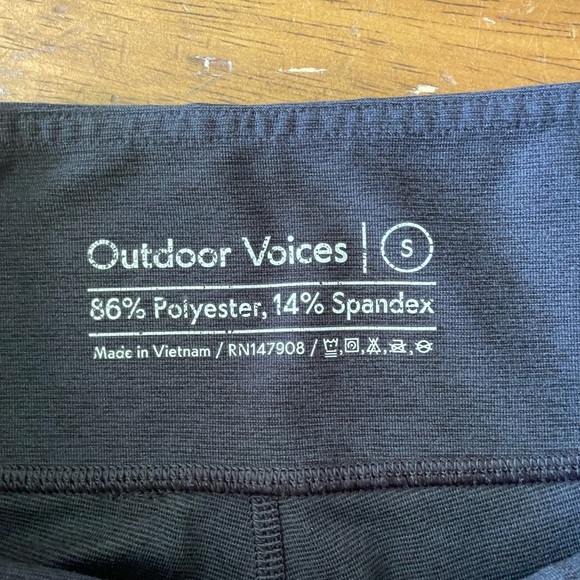 Outdoor Voices | S
86% Polyester, 14% Spandex
Made in Vietnam / RN147908 /